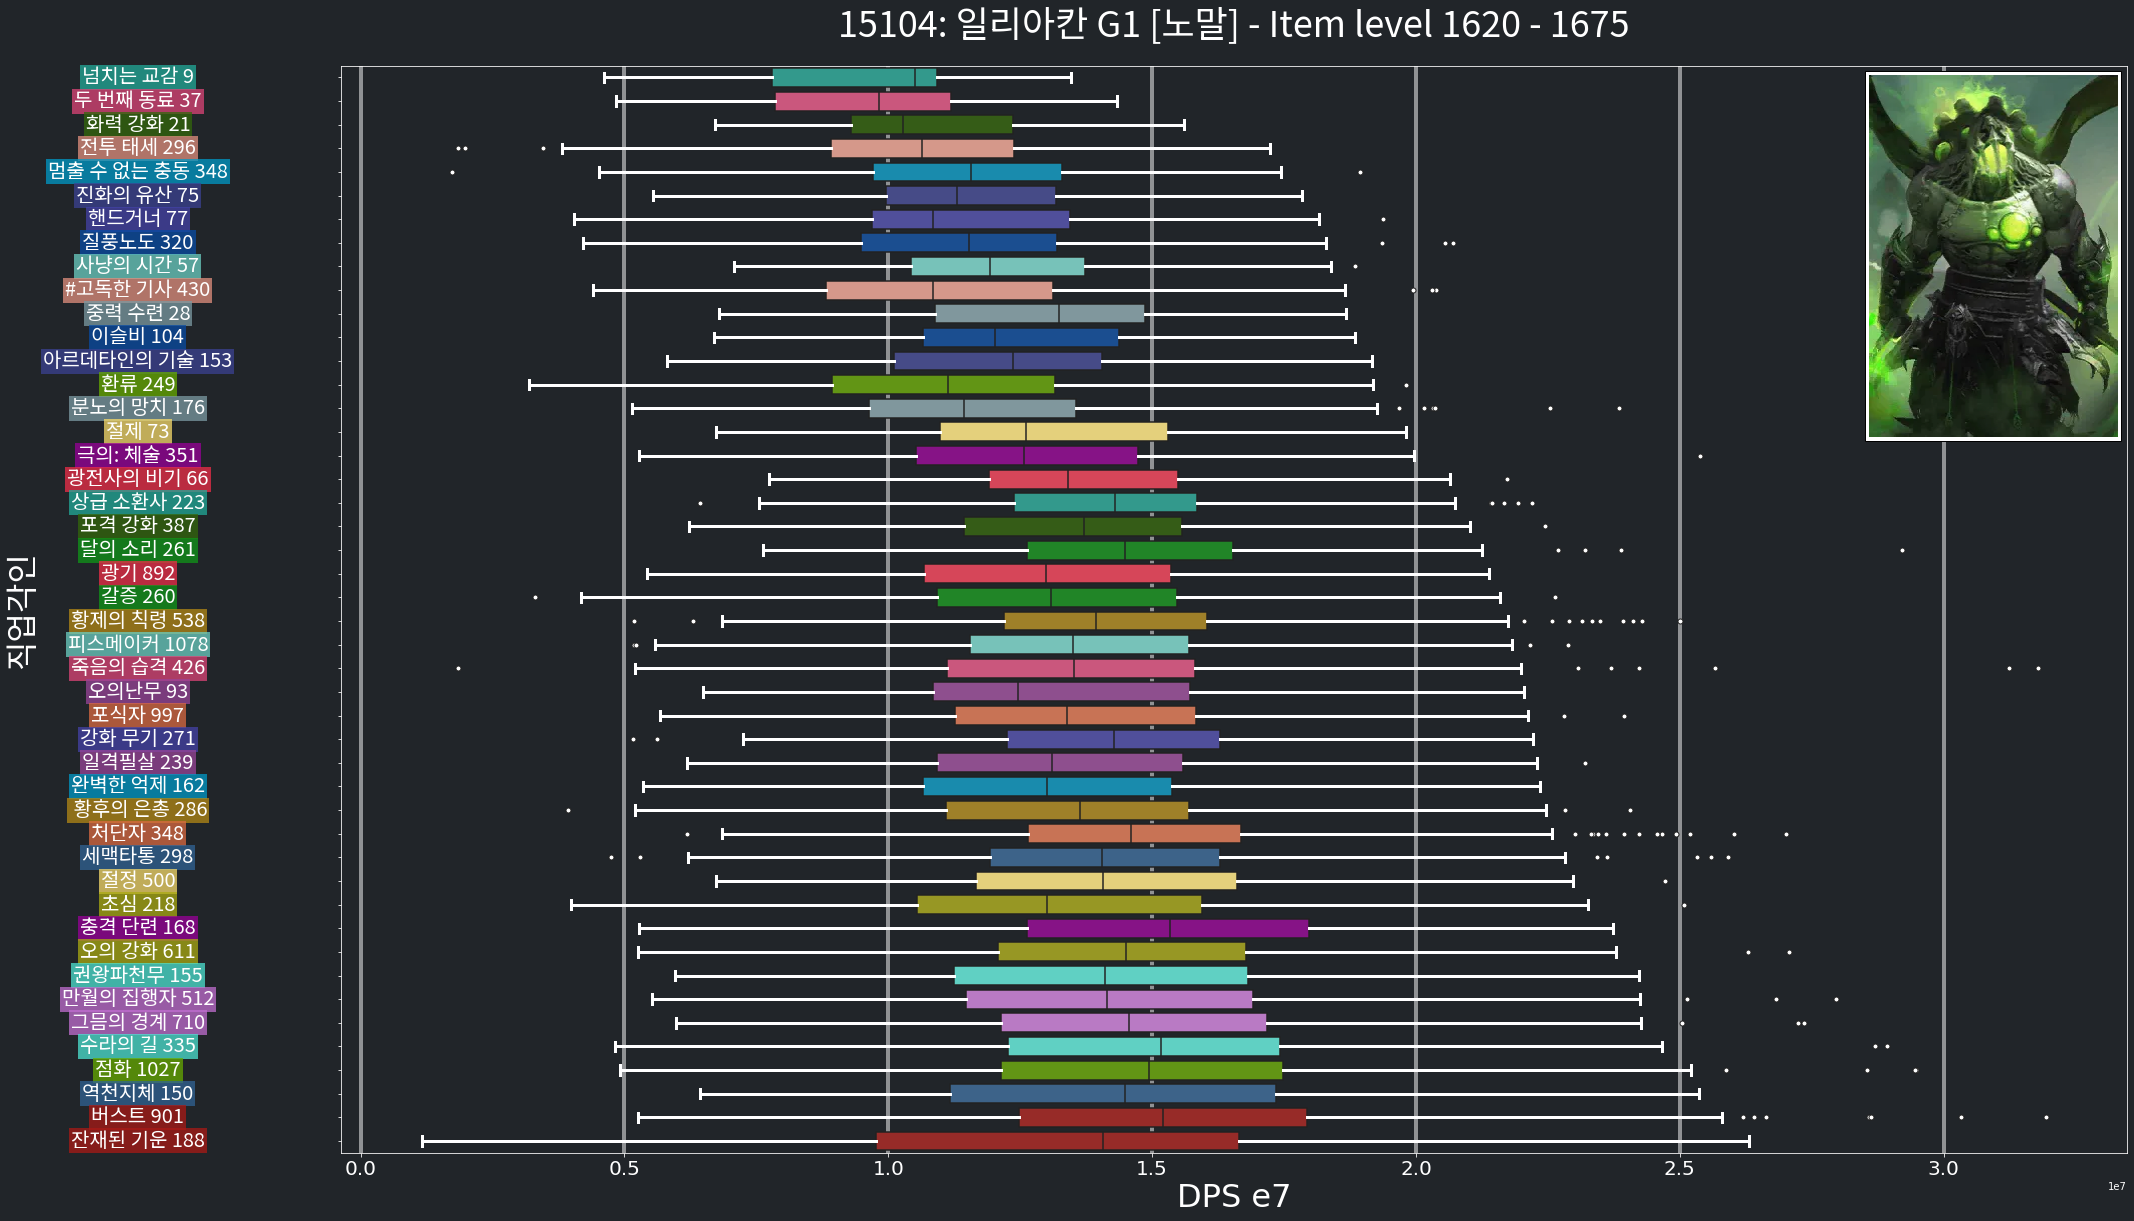 15104: 일리아칸 G1 [노말] - Item level 1620 - 1675
넘치는 교감 9
두 번째 동료 37
화력 강화 21
전투 태세 296
멈출 수 없는 충동 348
진화의 유산 75
핸드거너 77
질풍노도 320
사냥의 시간 57
#고독한 기사 430
중력 수련 28
이슬비 104
아르데타인의 기술 153
환류 249
분노의 망치 176
절제 73
극의: 체술 351
광전사의 비기 66
상급 소환사 223
포격 강화 387
달의 소리 261
광기 892
갈증 260
황제의 칙령 538
피스메이커 1078
죽음의 습격 426
오의난무 93
포식자 997
강화 무기 271
일격필살 239
완벽한 억제 162
황후의 은총 286
처단자 348
세맥타통 298
절정 500
초심 218
충격 단련 168
오의 강화 611
권왕파천무 155
만월의 집행자 512
그믐의 경계 710
수라의 길 335
점화 1027
역천지체 150
버스트 901
잔재된 기운 188
직업각인
0.0 0.5 1.0 1.5 2.0 2.5 3.0
DPS e7
1e7